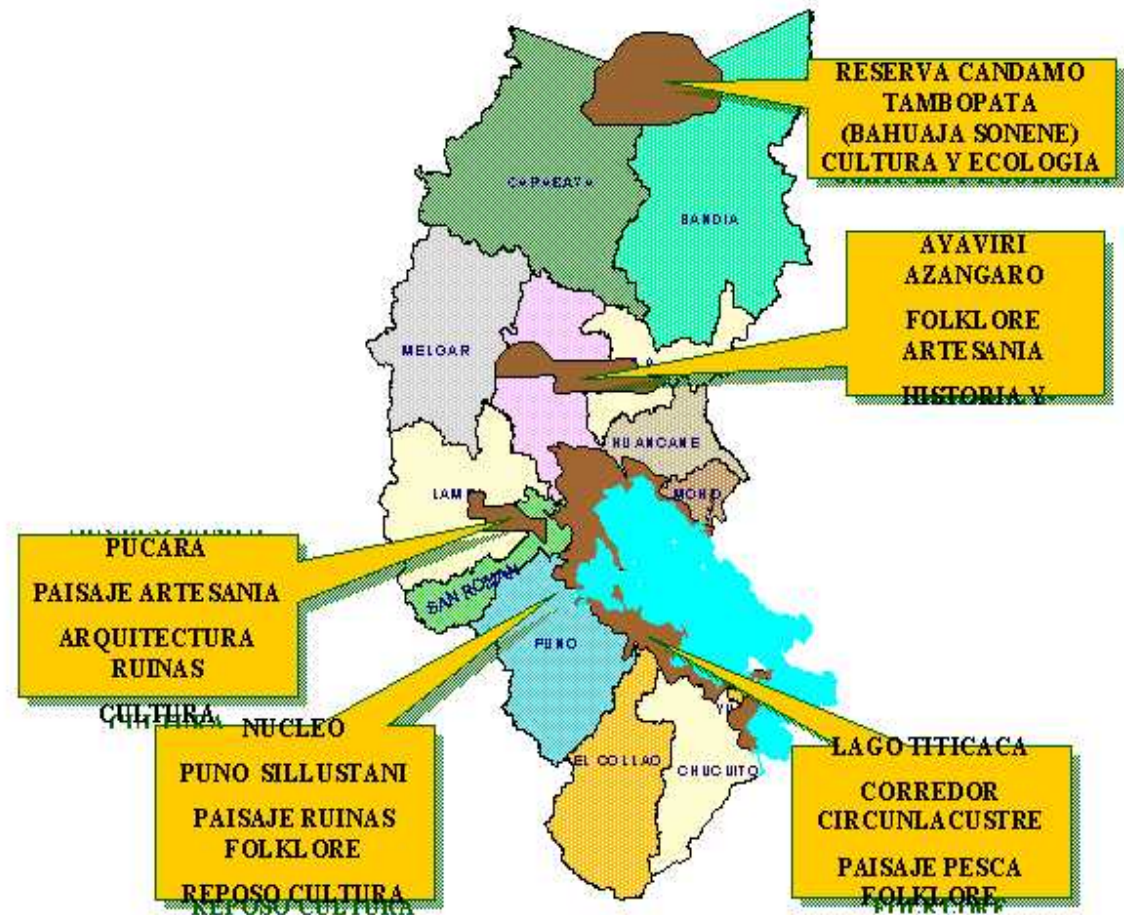 RESERVA CANDAMO
TAMBOPATA
(BAHUAJA SONENE)
CULTURA Y ECOLOGIA
CARABAYA
SANDIA
AYAVIRI
AZANGARO
FOLKLORE
ARTESANIA
HISTORIA Y
MELGAR
HUANCANE
MOHO
LAMP
PUCARA
PAISAJE ARTESANIA
ARQUITECTURA
RUINAS
CULTURA
SAN ROMAN
PUNO
NUCLEO
PUNO SILLUSTANI
PAISAJE RUINAS
FOLKLORE
REPOSO CULTURA
EL COLLAO
CHUCUITO
YU
LAGO TITICACA
CORREDOR
CIRCUNLACUSTRE
PAISAJE PESCA
FOLKLORE